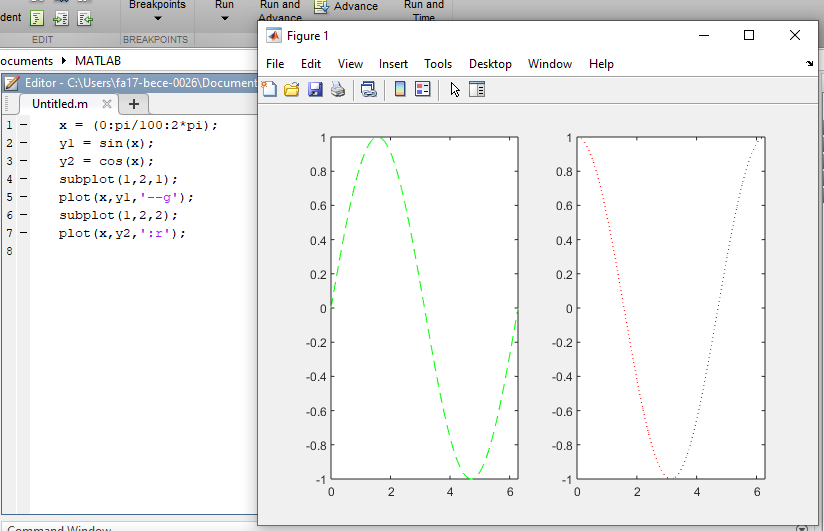 dent
Breakpoints
Run
Run and
Advance
Advance
Run and
Time
EDIT
BREAKPOINTS
ocuments ▸ MATLAB
Editor - C:\Users\fa17-bece-0026\Document
Untitled.m
1 x = (0:pi/100:2*pi);
2 y1 = sin(x);
3 y2 = cos(x);
4 subplot(1,2,1);
5 plot(x,y1,'--g');
6 subplot(1,2,2);
7 plot(x,y2,':r');
8
Command Window
Figure 1
File Edit View Insert Tools Desktop Window Help
1
0.8
0.6
0.4
0.2
0
-0.2
-0.4
-0.6
-0.8
-1
0 2 4 6
1
0.8
0.6
0.4
0.2
0
-0.2
-0.4
-0.6
-0.8
-1
0 2 4 6